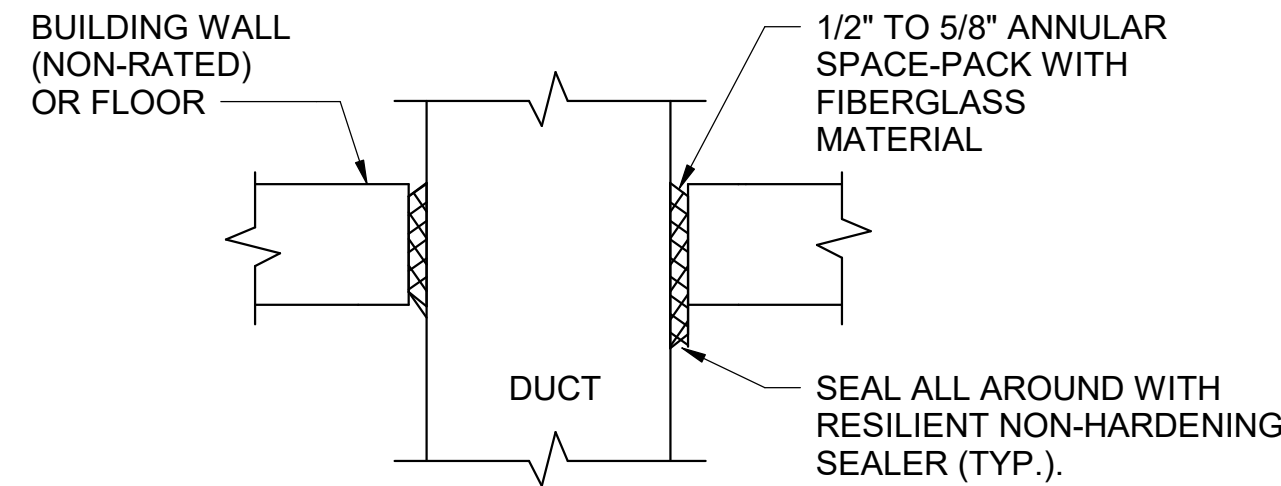 BUILDING WALL
(NON-RATED)
OR FLOOR
1/2" TO 5/8" ANNULAR
SPACE-PACK WITH
FIBERGLASS
MATERIAL
DUCT
SEAL ALL AROUND WITH
RESILIENT NON-HARDENING
SEALER (TYP.).